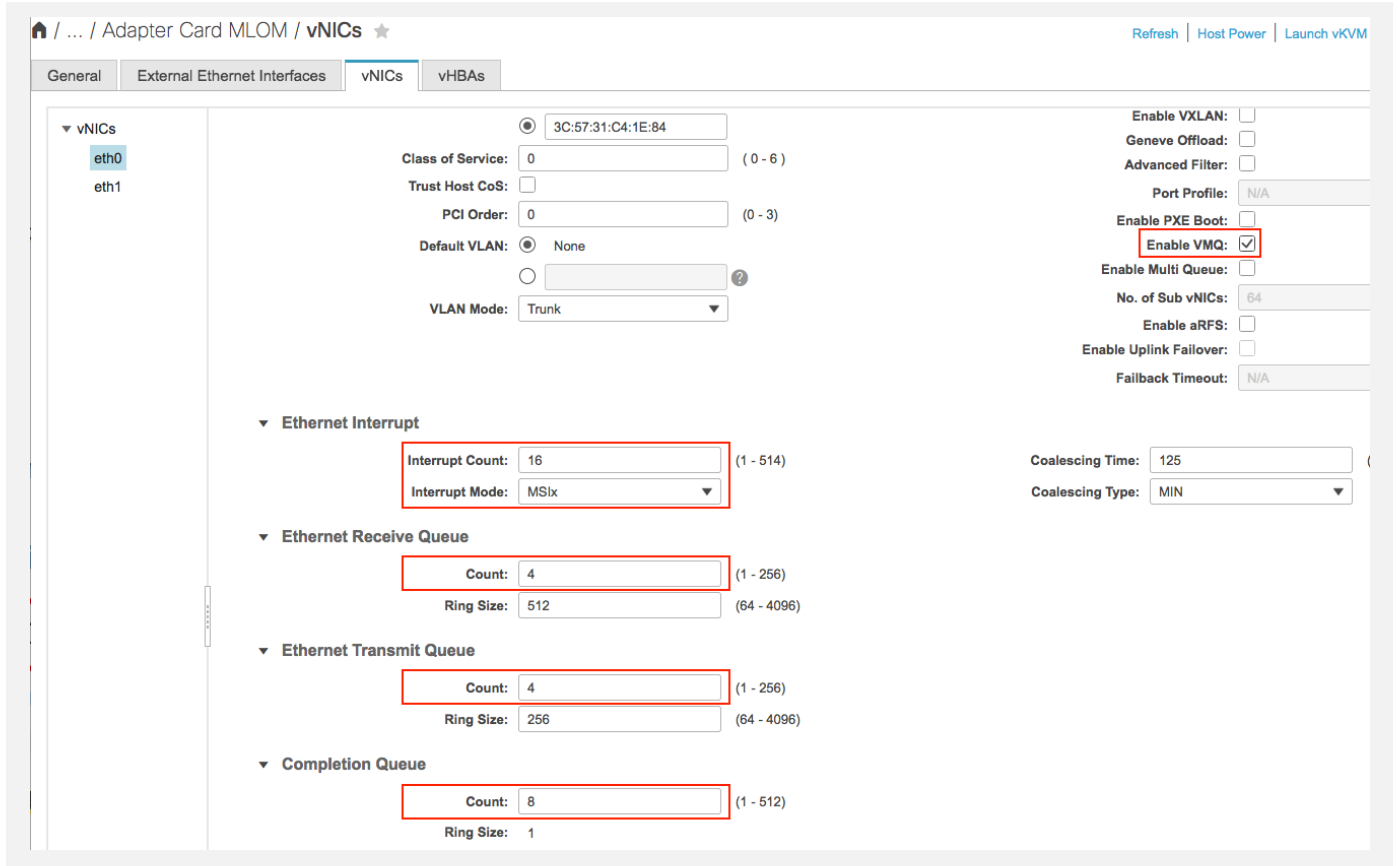 / ... / Adapter Card MLOM / vNICs
Refresh | Host Power | Launch vKVM
General
External Ethernet Interfaces
vNICs
vHBAs
vNICs
eth0
eth1
3C:57:31:C4:1E:84
Class of Service: 0 ( 0 - 6 )
Trust Host CoS:
PCI Order: 0 (0 - 3)
Default VLAN: None
?
VLAN Mode: Trunk
Enable VXLAN:
Geneve Offload:
Advanced Filter:
Port Profile: N/A
Enable PXE Boot:
Enable VMQ:
Enable Multi Queue:
No. of Sub vNICs: 64
Enable aRFS:
Enable Uplink Failover:
Failback Timeout: N/A
Ethernet Interrupt
Interrupt Count: 16 (1 - 514)
Interrupt Mode: MSIx
Coalescing Time: 125 (
Coalescing Type: MIN
Ethernet Receive Queue
Count: 4 (1 - 256)
Ring Size: 512 (64 - 4096)
Ethernet Transmit Queue
Count: 4 (1 - 256)
Ring Size: 256 (64 - 4096)
Completion Queue
Count: 8 (1 - 512)
Ring Size: 1